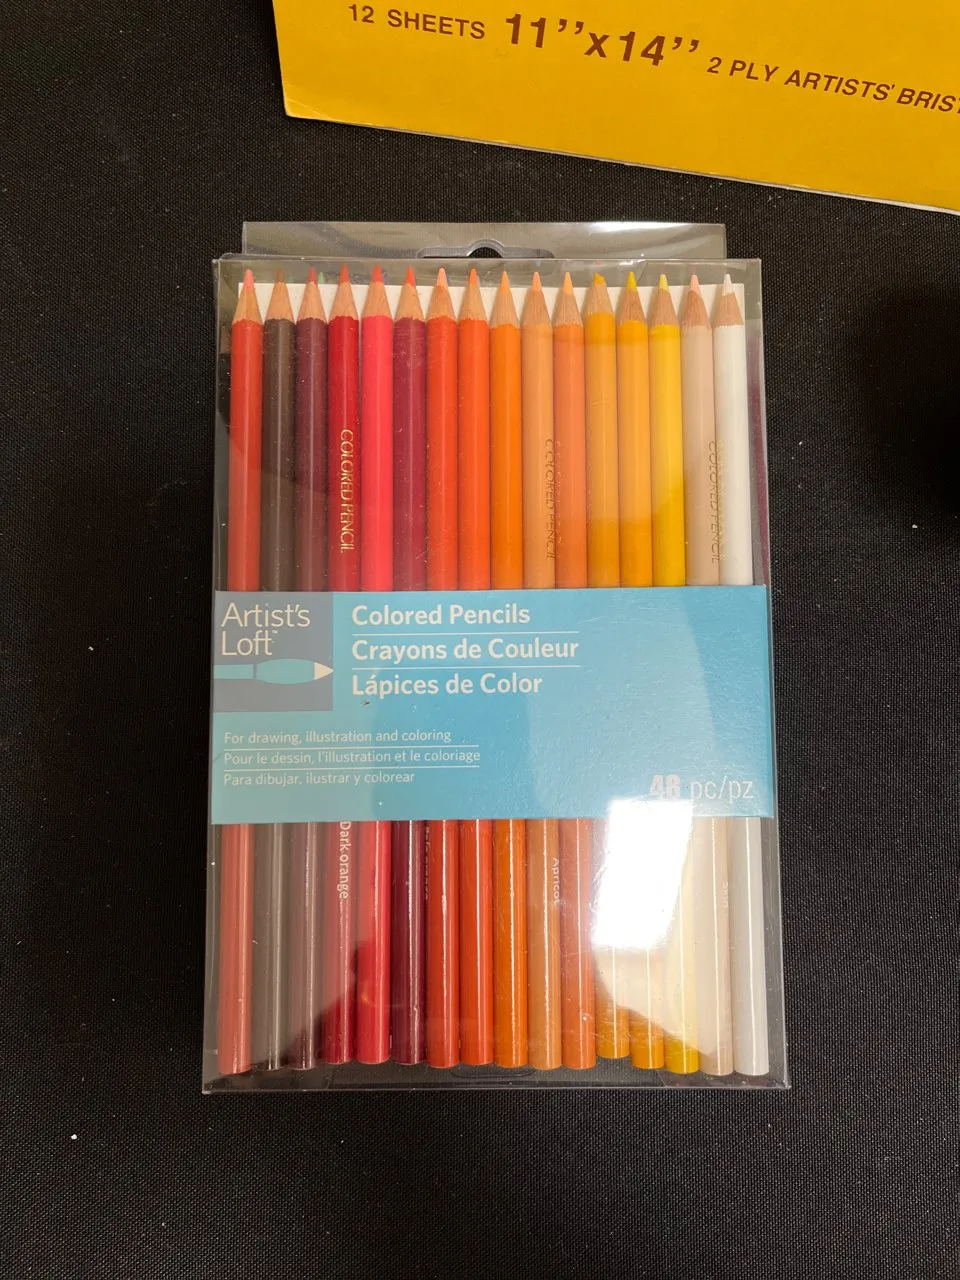 12 SHEETS 11”x14” 2 PLY ARTISTS' BRIS
COLORED PENCIL
COLORED PENCIL
COLORED PENCIL
Artist's
Loft™
Colored Pencils
Crayons de Couleur
Lápices de Color
For drawing, illustration and coloring
Pour le dessin, l'illustration et le coloriage
Para dibujar, ilustrar y colorear
48 pc/pz
Dark orange
Apricot
Skin